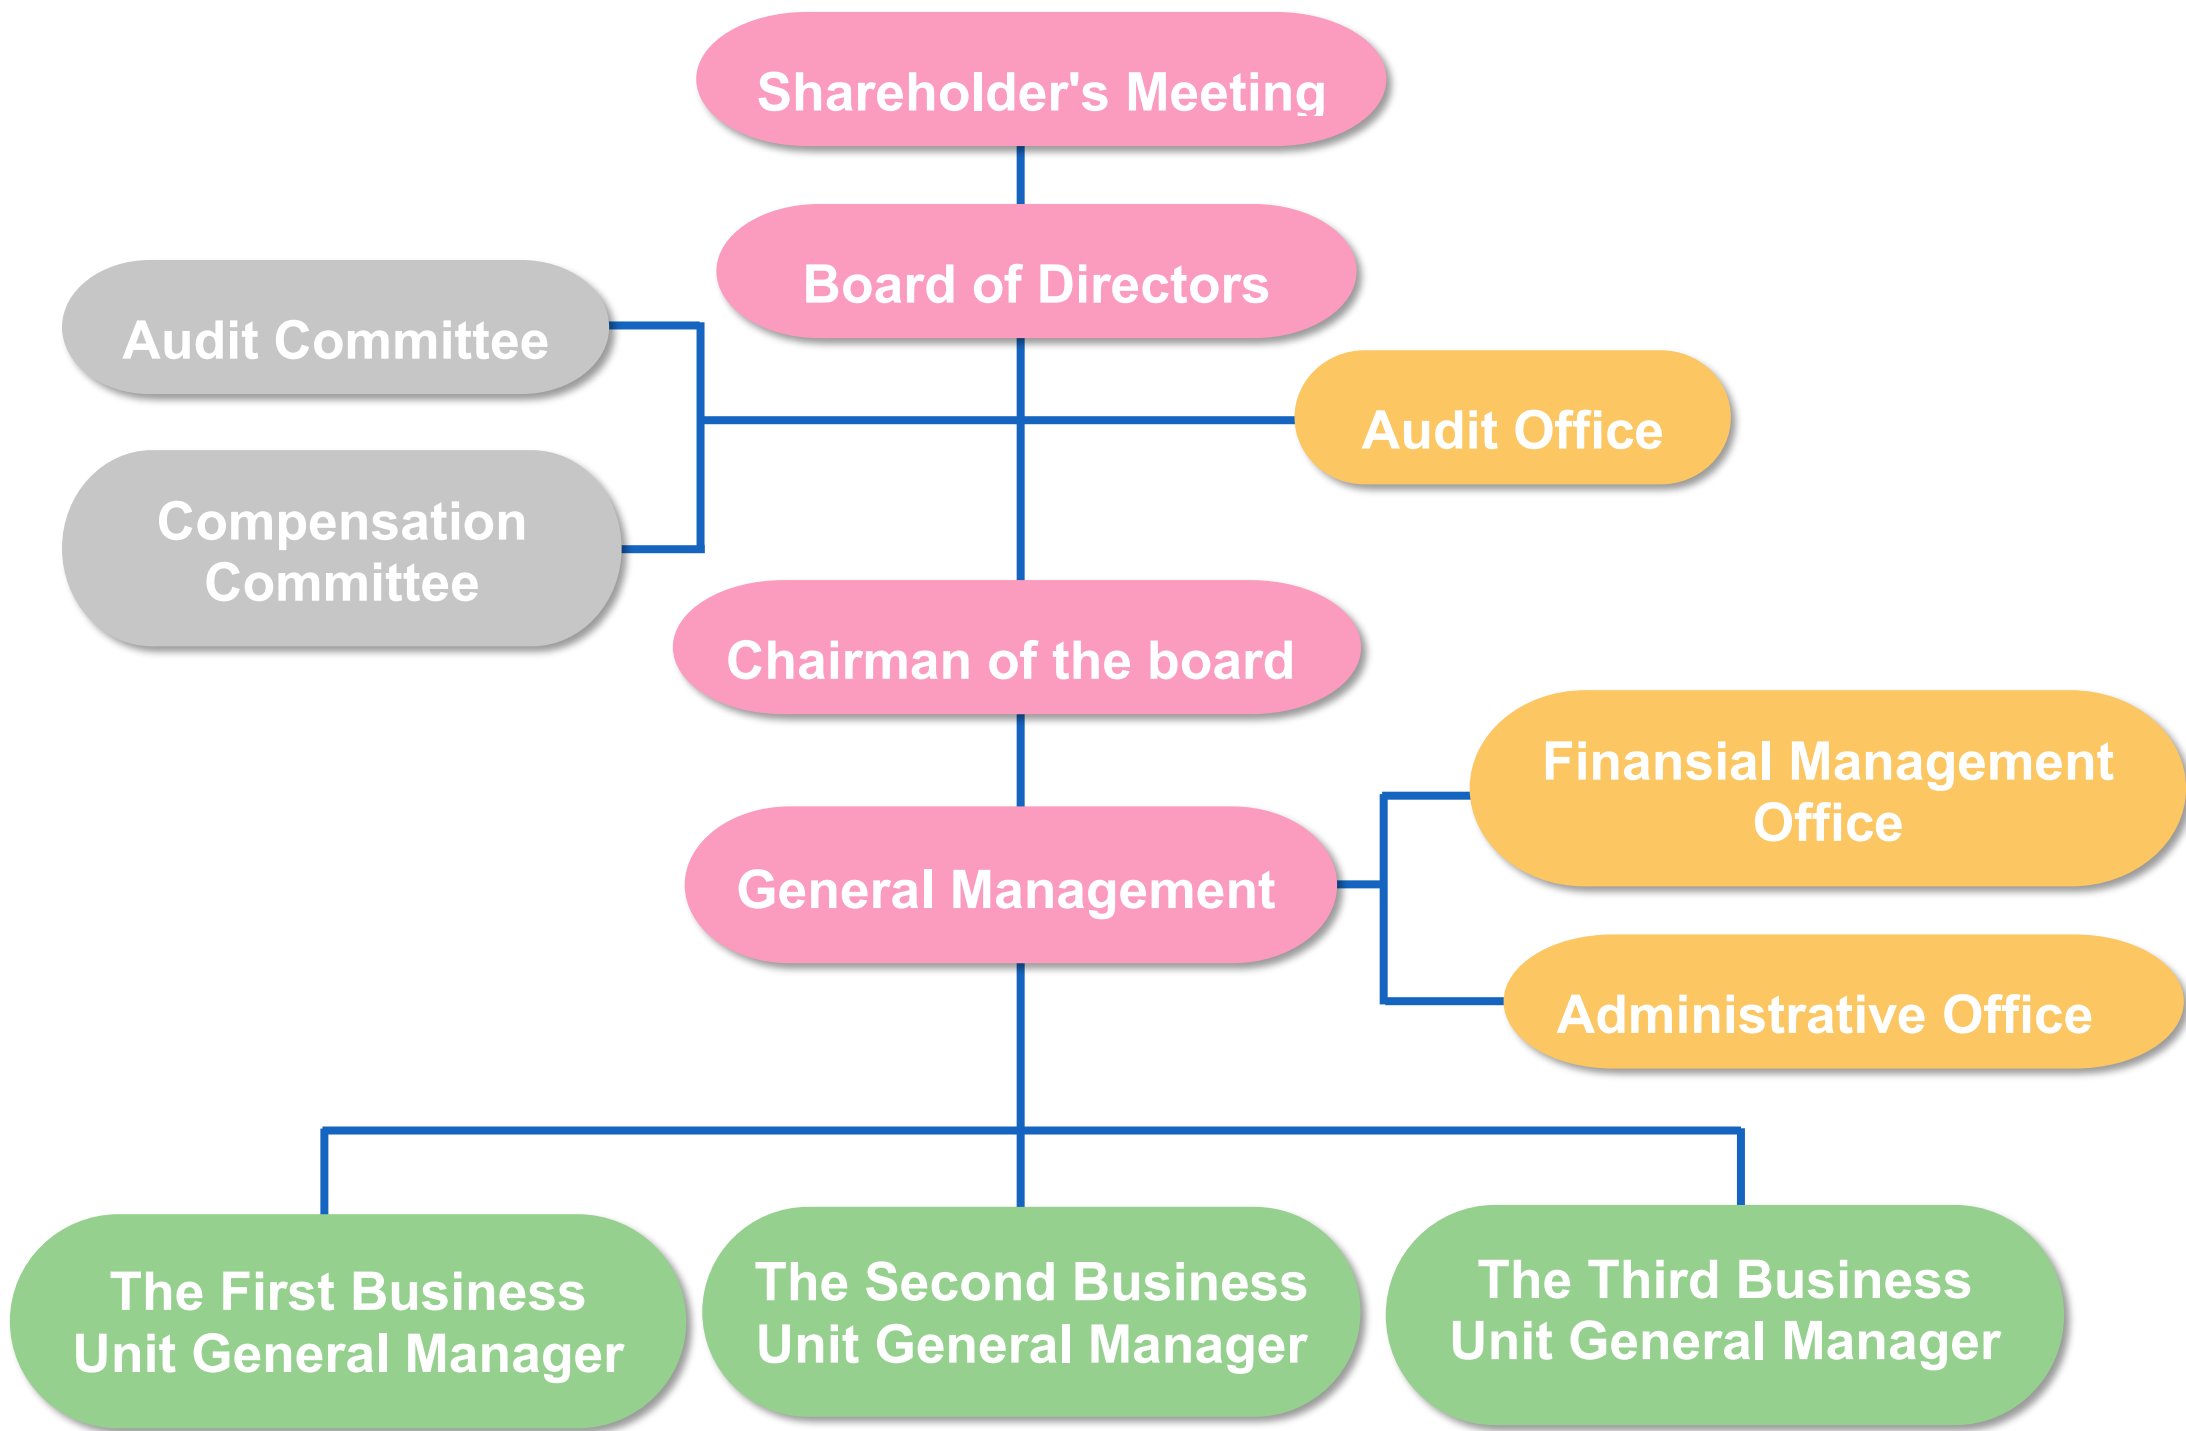 Shareholder's Meeting
Board of Directors
Audit Committee
Audit Office
Compensation
Committee
Chairman of the board
Finansial Management
Office
General Management
Administrative Office
The First Business
Unit General Manager
The Second Business
Unit General Manager
The Third Business
Unit General Manager